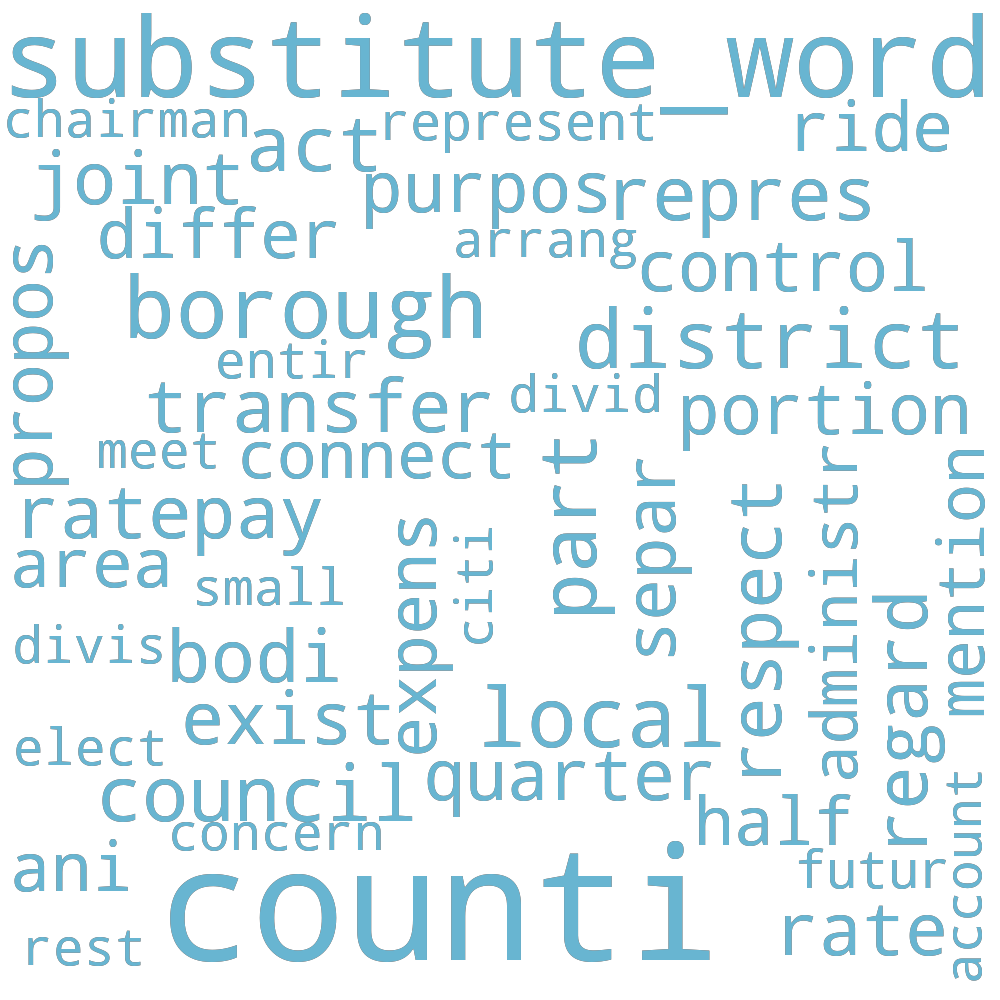 substitute_word
chairman
act
represent
ride
joint
purpos
repres
differ
arrang
control
propos
borough
district
entir
transfer
divid
portion
meet
connect
part
separ
respect
administr
mention
ratepay
expens
citi
area
small
regard
divis
bodi
exist
local
elect
council
quarter
concern
half
account
ani
counti
futur
rest
rate